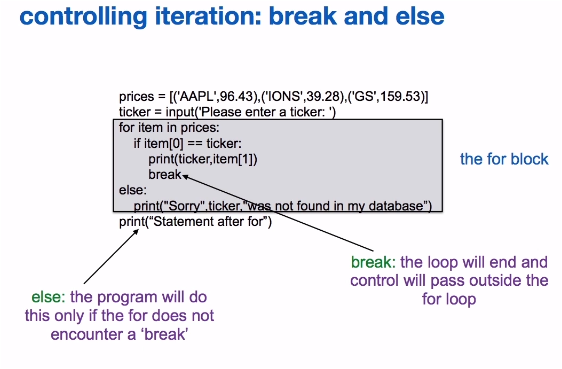 controlling iteration: break and else
prices = [('AAPL',96.43),('IONS',39.28),('GS',159.53)]
ticker = input('Please enter a ticker: ')
for item in prices:
if item[0] == ticker:
print(ticker,item[1])
break
else:
print("Sorry",ticker,"was not found in my database")
print("Statement after for")
the for block
break: the loop will end and
control will pass outside the
for loop
else: the program will do
this only if the for does not
encounter a ‘break’